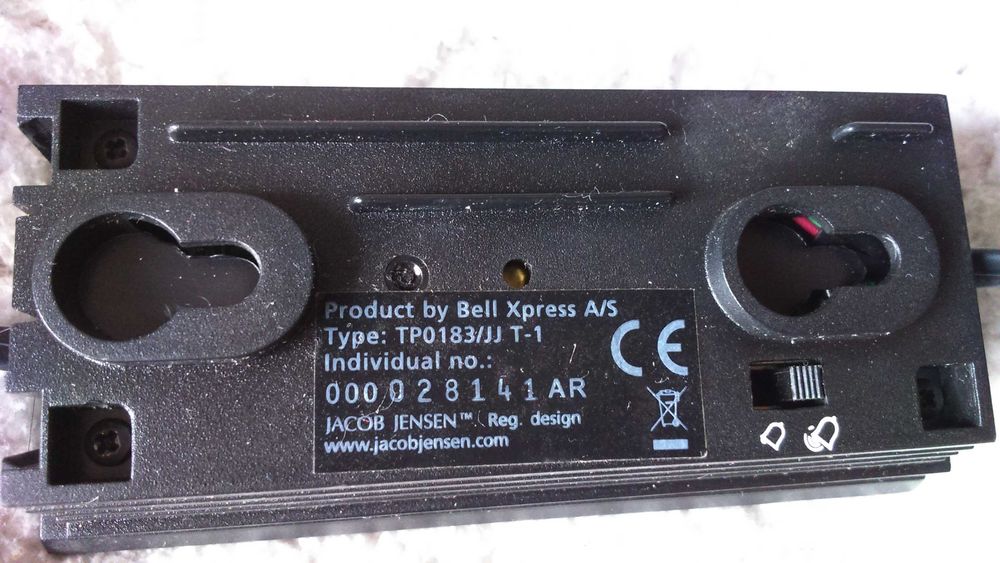 Product by Bell Xpress A/S
Type: TP0183/JJ T-1
Individual no.:
000028141AR
JACOB JENSEN™ Reg. design
www.jacobjensen.com
CE